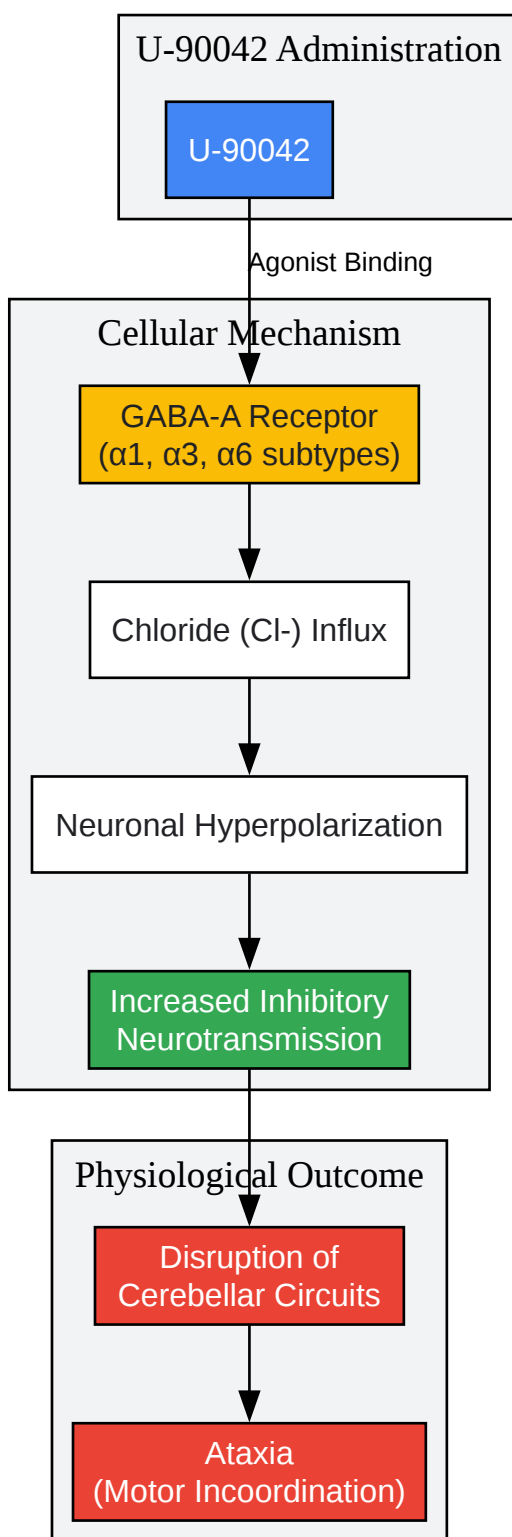 U-90042 Administration
U-90042
Agonist Binding
Cellular Mechanism
GABA-A Receptor
(α1, α3, α6 subtypes)
Chloride (Cl-) Influx
Neuronal Hyperpolarization
Increased Inhibitory
Neurotransmission
Physiological Outcome
Disruption of
Cerebellar Circuits
Ataxia
(Motor Incoordination)